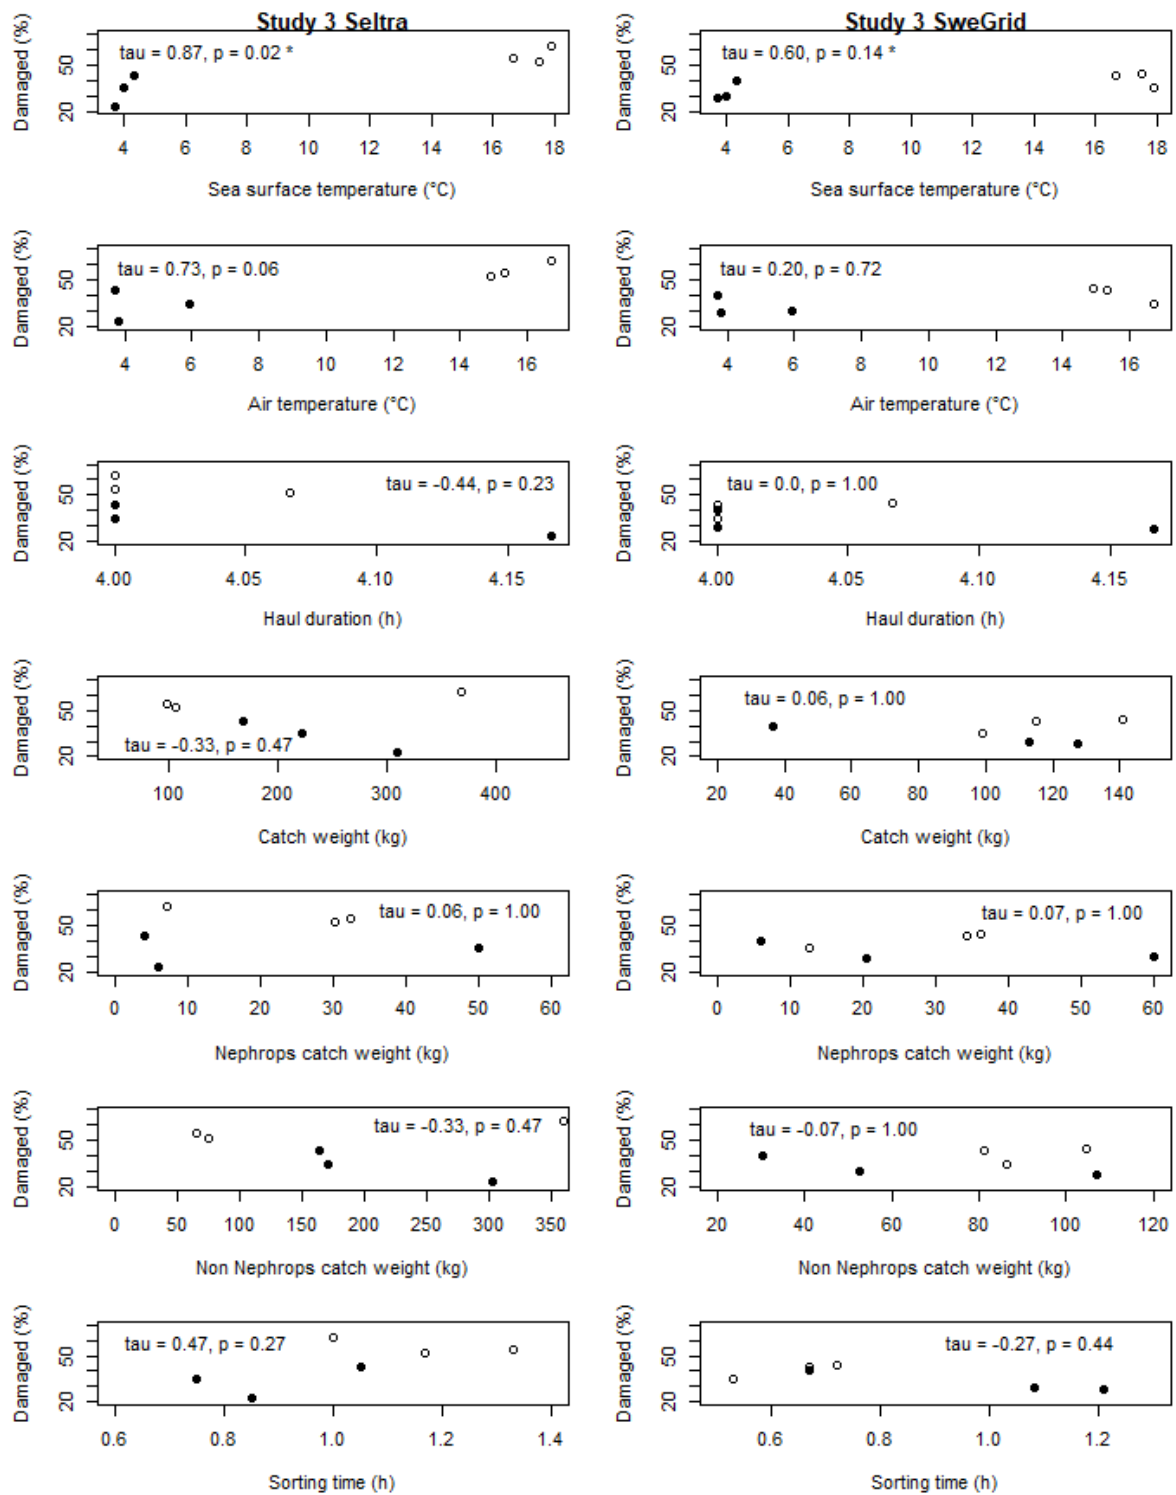 Study 3 Seltra
Damaged (%)
50
20
tau = 0.87, p = 0.02 *
4 6 8 10 12 14 16 18
Sea surface temperature (°C)
Study 3 SweGrid
Damaged (%)
50
20
tau = 0.60, p = 0.14 *
4 6 8 10 12 14 16 18
Sea surface temperature (°C)
Damaged (%)
50
20
tau = 0.73, p = 0.06
4 6 8 10 12 14 16
Air temperature (°C)
Damaged (%)
50
20
tau = 0.20, p = 0.72
4 6 8 10 12 14 16
Air temperature (°C)
Damaged (%)
50
20
tau = -0.44, p = 0.23
4.00 4.05 4.10 4.15
Haul duration (h)
Damaged (%)
50
20
tau = 0.0, p = 1.00
4.00 4.05 4.10 4.15
Haul duration (h)
Damaged (%)
50
20
tau = -0.33, p = 0.47
100 200 300 400
Catch weight (kg)
Damaged (%)
50
20
tau = 0.06, p = 1.00
20 40 60 80 100 120 140
Catch weight (kg)
Damaged (%)
50
20
tau = 0.06, p = 1.00
0 10 20 30 40 50 60
Nephrops catch weight (kg)
Damaged (%)
50
20
tau = 0.07, p = 1.00
0 10 20 30 40 50 60
Nephrops catch weight (kg)
Damaged (%)
50
20
tau = -0.33, p = 0.47
0 50 100 150 200 250 300 350
Non Nephrops catch weight (kg)
Damaged (%)
50
20
tau = -0.07, p = 1.00
20 40 60 80 100 120
Non Nephrops catch weight (kg)
Damaged (%)
50
20
tau = 0.47, p = 0.27
0.6 0.8 1.0 1.2 1.4
Sorting time (h)
Damaged (%)
50
20
tau = -0.27, p = 0.44
0.6 0.8 1.0 1.2
Sorting time (h)